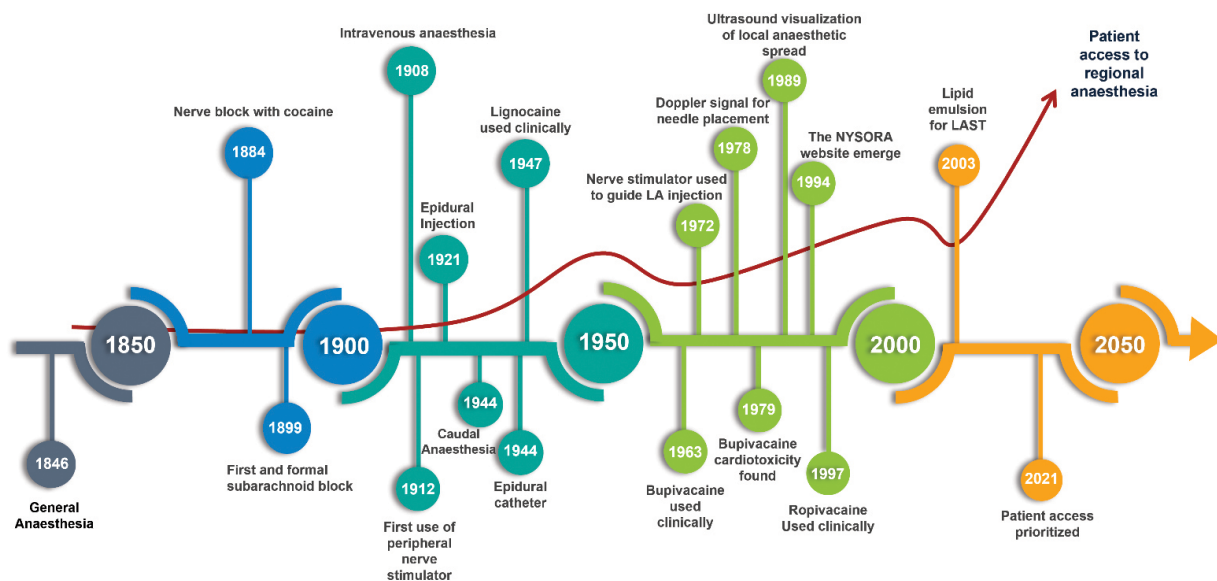 1846
General
Anaesthesia
1850
Nerve block with cocaine
1884
1899
First and formal
subarachnoid block
1900
Intravenous anaesthesia
1908
1912
First use of
peripheral
nerve
stimulator
Epidural
Injection
1921
1944
Caudal
Anaesthesia
1944
Epidural
catheter
Lignocaine
used clinically
1947
1950
1963
Bupivacaine
used
clinically
Nerve stimulator used
to guide LA injection
1972
Doppler signal for
needle placement
1978
1979
Bupivacaine
cardiotoxicity
found
Ultrasound visualization
of local anaesthetic
spread
1989
The NYSORA
website emerge
1994
1997
Ropivacaine
Used clinically
2000
Lipid
emulsion
for LAST
2003
2021
Patient access
prioritized
2050
Patient
access to
regional
anaesthesia